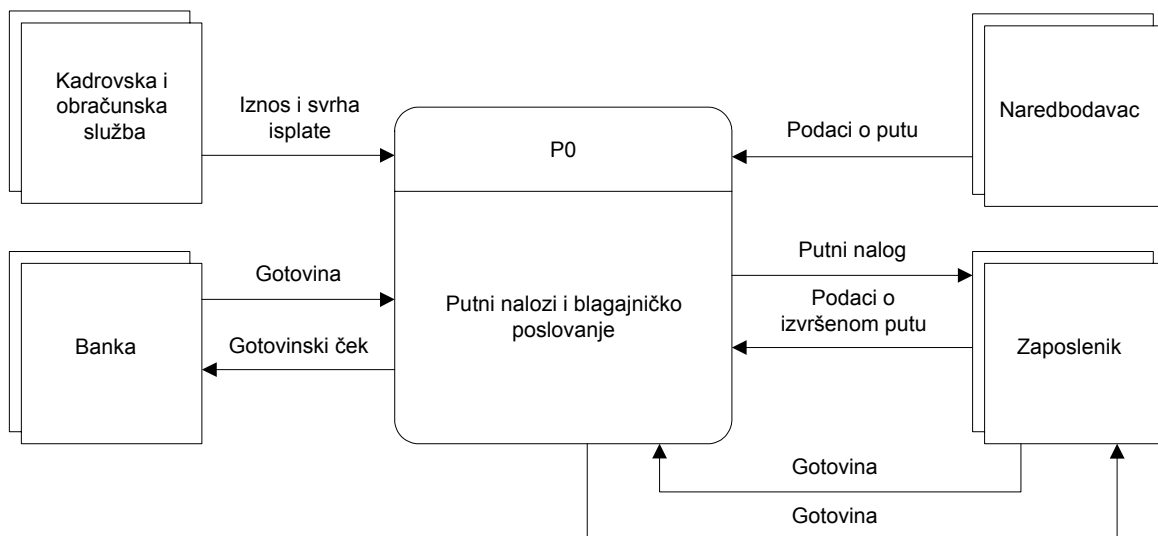 Kadrovska i
obračunska
služba
Iznos i svrha
isplate
P0
Podaci o putu
Naredbodavac
Banka
Gotovina
Gotovinski ček
Putni nalozi i blagajničko
poslovanje
Putni nalog
Podaci o
izvršenom putu
Zaposlenik
Gotovina
Gotovina